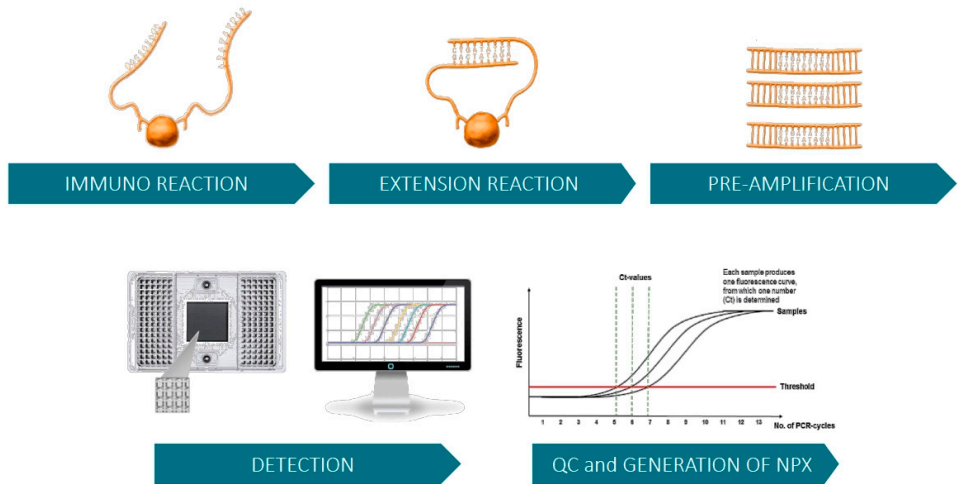 IMMUNO REACTION
EXTENSION REACTION
PRE-AMPLIFICATION
Ct-values
Each sample produces
one fluorescence curve,
from which one number
(Ct) is determined
Samples
Fluorescence
Threshold
1 2 3 4 5 6 7 8 9 10 11 12 13
No. of PCR-cycles
DETECTION
QC and GENERATION OF NPX